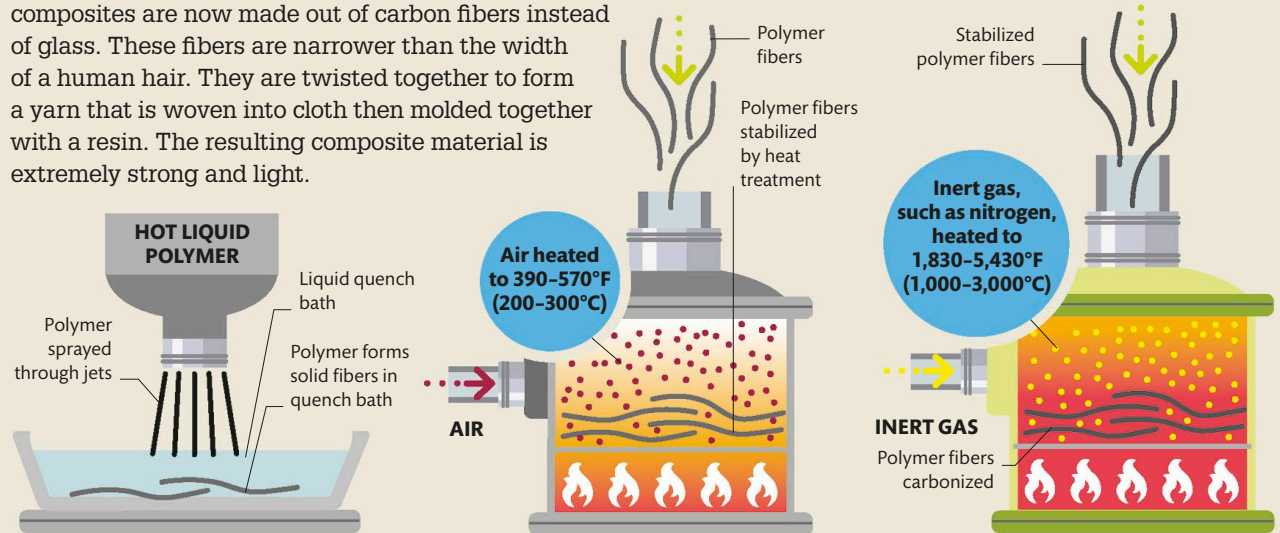 composites are now made out of carbon fibers instead
of glass. These fibers are narrower than the width
of a human hair. They are twisted together to form
a yarn that is woven into cloth then molded together
with a resin. The resulting composite material is
extremely strong and light.
HOT LIQUID
POLYMER
Liquid quench
bath
Polymer
sprayed
through jets
Polymer forms
solid fibers in
quench bath
Polymer
fibers
Polymer fibers
stabilized
by heat
treatment
Air heated
to 390–570°F
(200–300°C)
AIR
Stabilized
polymer fibers
Inert gas,
such as nitrogen,
heated to
1,830–5,430°F
(1,000–3,000°C)
INERT GAS
Polymer fibers
carbonized